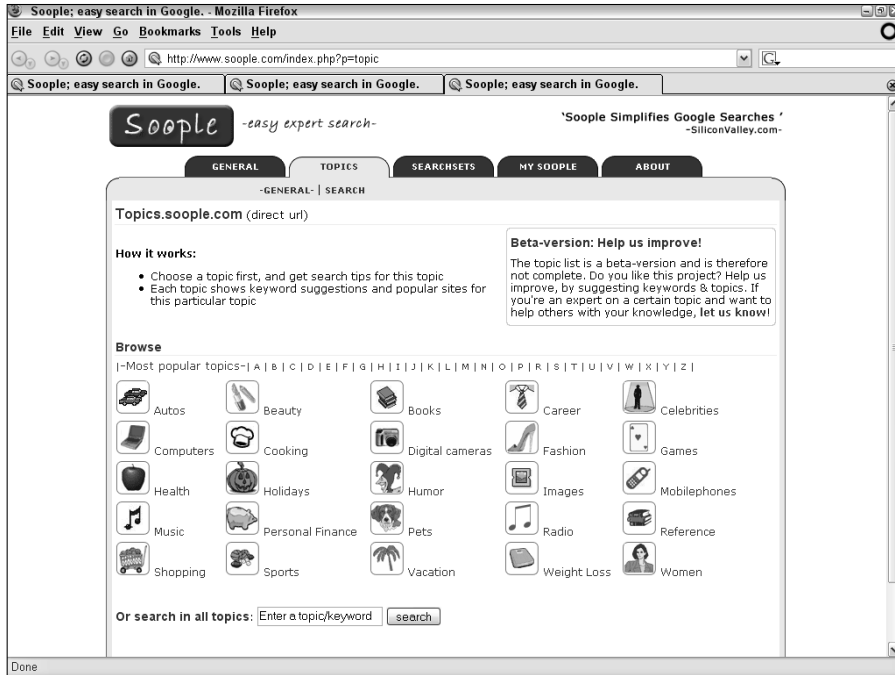 Soople; easy search in Google. - Mozilla Firefox
File Edit View Go Bookmarks Tools Help
http://www.soople.com/index.php?p=topic
G
Soople; easy search in Google. Soople; easy search in Google. Soople; easy search in Google.
Soople -easy expert search- ‘Soople Simplifies Google Searches ’
-SiliconValley.com-
GENERAL TOPICS SEARCHSETS MY SOOPLE ABOUT
-GENERAL- | SEARCH
Topics.soople.com (direct url)
How it works:
• Choose a topic first, and get search tips for this topic
• Each topic shows keyword suggestions and popular sites for
this particular topic
Beta-version: Help us improve!
The topic list is a beta-version and is therefore
not complete. Do you like this project? Help us
improve, by suggesting keywords & topics. If
you're an expert on a certain topic and want to
help others with your knowledge, let us know!
Browse
|-Most popular topics-| A | B | C | D | E | F | G | H | I | J | K | L | M | N | O | P | R | S | T | U | V | W | X | Y | Z |
Autos Beauty Books Career Celebrities
Computers Cooking Digital cameras Fashion Games
Health Holidays Humor Images Mobilephones
Music Personal Finance Pets Radio Reference
Shopping Sports Vacation Weight Loss Women
Or search in all topics: Enter a topic/keyword search
Done